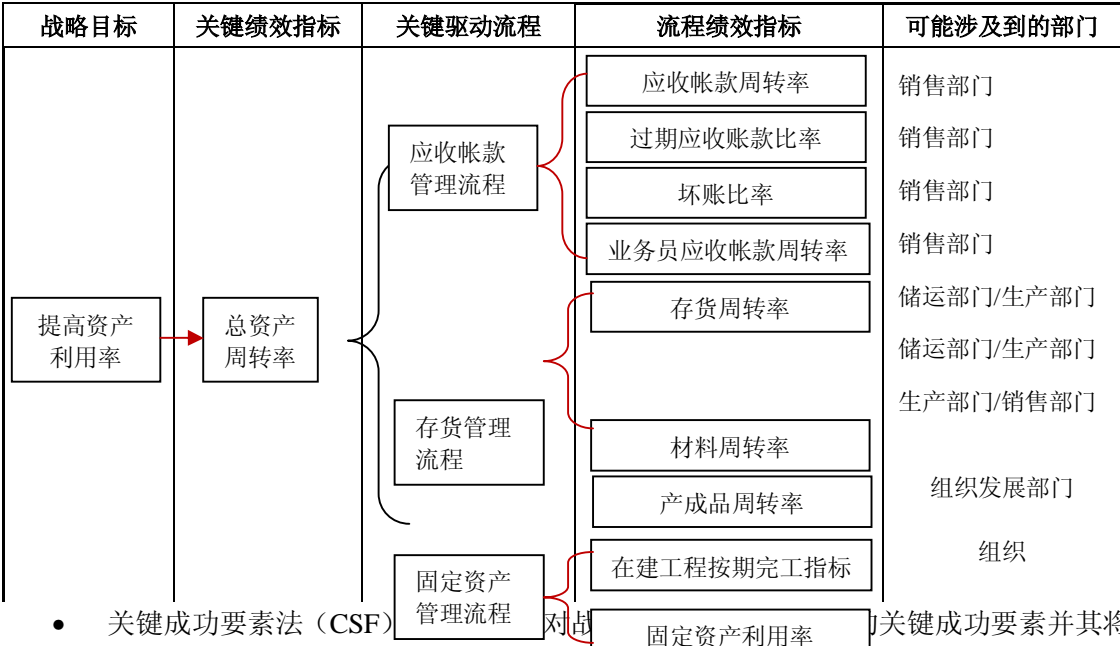 战略目标 关键绩效指标 关键驱动流程 流程绩效指标 可能涉及到的部门
应收帐款周转率 销售部门
应收帐款
管理流程
过期应收账款比率 销售部门
坏账比率 销售部门
业务员应收帐款周转率 销售部门
提高资产
利用率
总资产
周转率
存货周转率 储运部门/生产部门
储运部门/生产部门
生产部门/销售部门
存货管理
流程
材料周转率
产成品周转率 组织发展部门
固定资产
管理流程
在建工程按期完工指标 组织
固定资产利用率
• 关键成功要素法（CSF） 对战 关键成功要素并其将